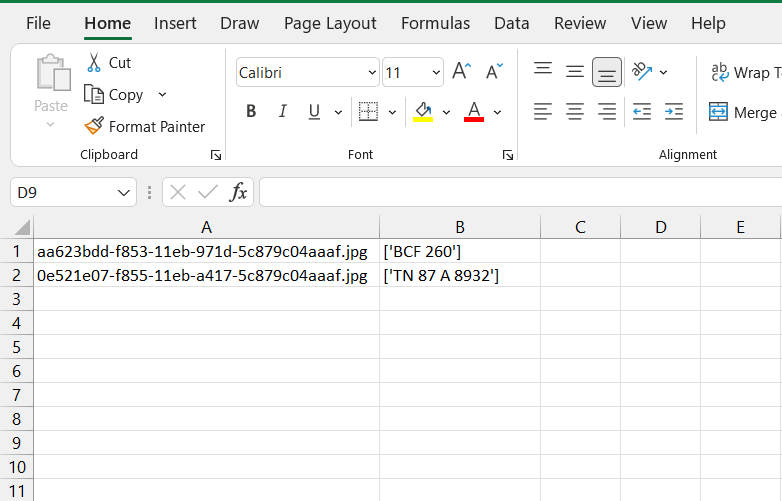 File Home Insert Draw Page Layout Formulas Data Review View Help
Paste
Cut
Copy
Format Painter
Clipboard
Calibri 11 A A
B I U A
Font
ab Wrap
Merge
Alignment
D9 fx
A B C D E
1 aa623bdd-f853-11eb-971d-5c879c04aaaf.jpg ['BCF 260']
2 0e521e07-f855-11eb-a417-5c879c04aaaf.jpg ['TN 87 A 8932']
3
4
5
6
7
8
9
10
11